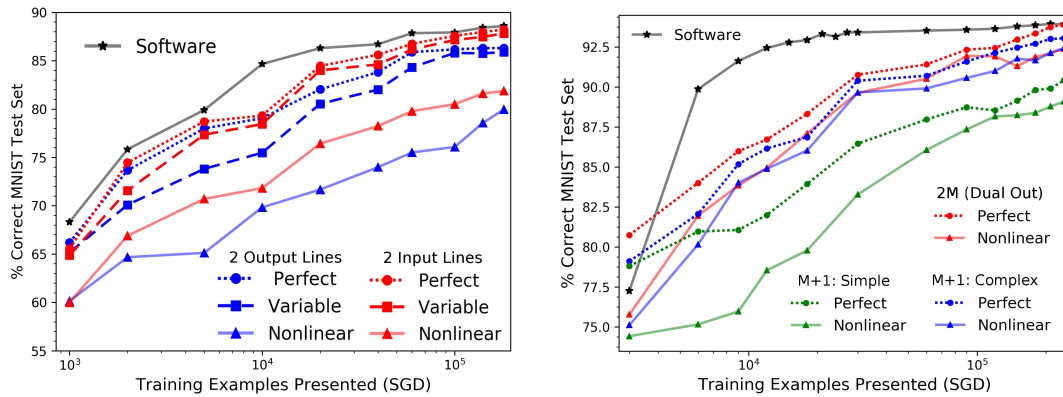 90
85
80
75
70
65
60
55
% Correct MNIST Test Set
Software
2 Output Lines
Perfect
Variable
Nonlinear
2 Input Lines
Perfect
Variable
Nonlinear
10³ 10⁴ 10⁵
Training Examples Presented (SGD)
92.5
90.0
87.5
85.0
82.5
80.0
77.5
75.0
% Correct MNIST Test Set
Software
2M (Dual Out)
Perfect
Nonlinear
M+1: Simple
Perfect
Nonlinear
M+1: Complex
Perfect
Nonlinear
10⁴ 10⁵
Training Examples Presented (SGD)